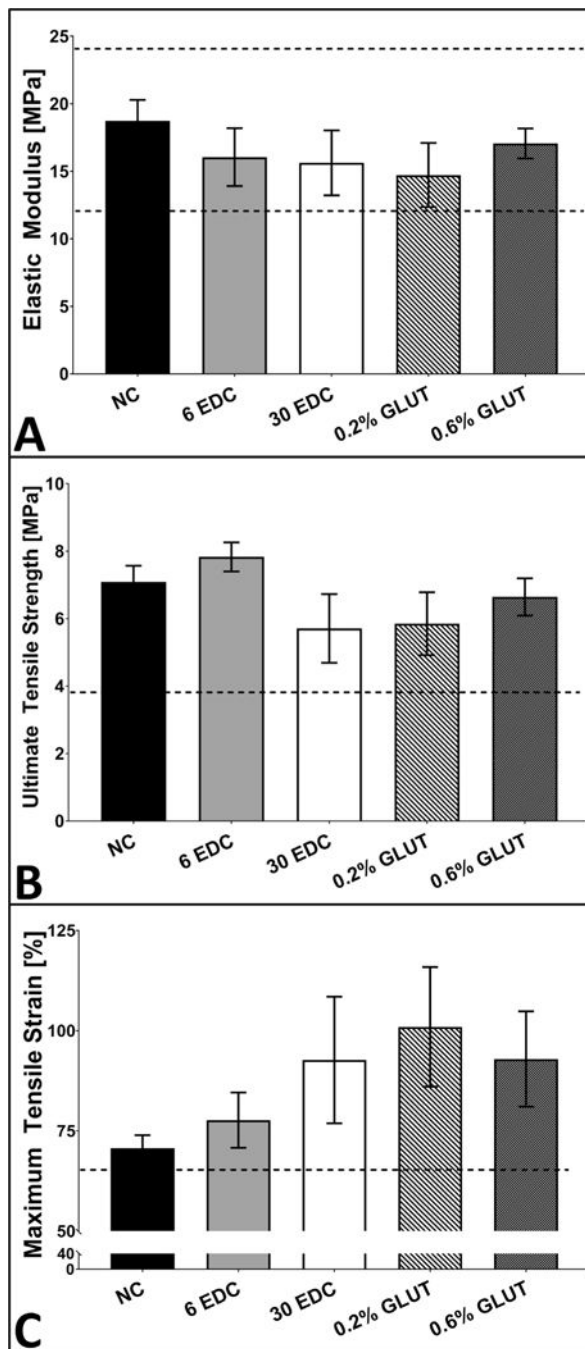 Elastic Modulus [MPa]
25
20
15
10
5
0
NC
6 EDC
30 EDC
0.2% GLUT
0.6% GLUT
A
Ultimate Tensile Strength [MPa]
10
8
6
4
2
0
NC
6 EDC
30 EDC
0.2% GLUT
0.6% GLUT
B
Maximum Tensile Strain [%]
125
100
75
50
40
0
NC
6 EDC
30 EDC
0.2% GLUT
0.6% GLUT
C